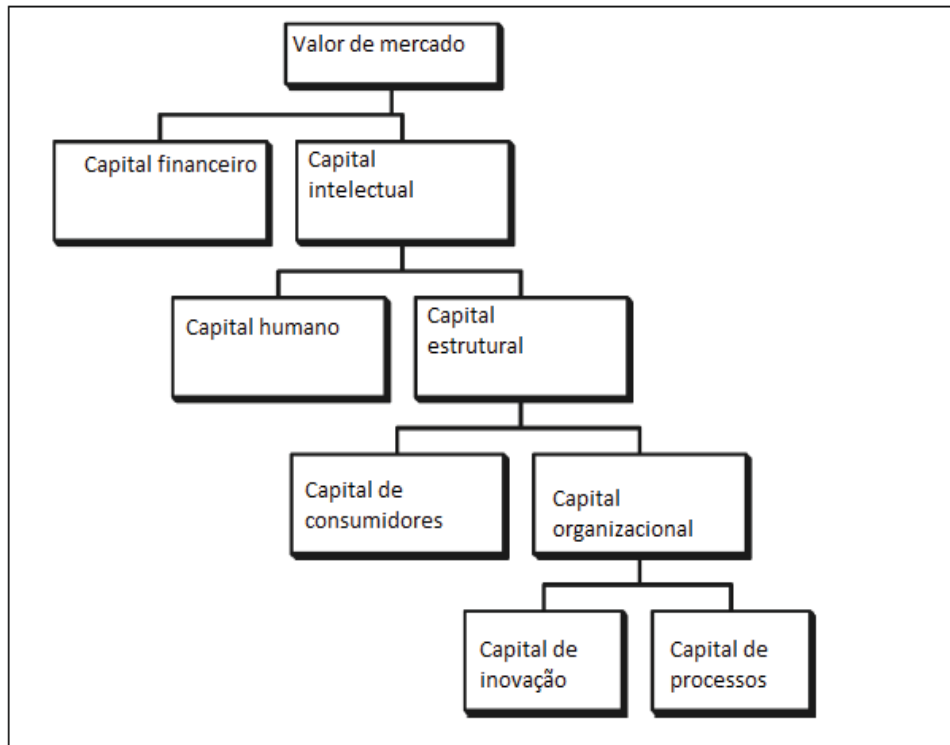 Valor de mercado
Capital financeiro
Capital
intelectual
Capital humano
Capital
estrutural
Capital de
consumidores
Capital
organizacional
Capital de
inovação
Capital de
processos